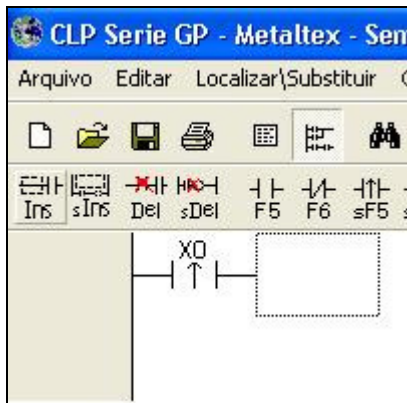 CLP Serie GP - Metaltex - Sem
Arquivo Editar Localizar\Substituir
Ins sIns Del sDel F5 F6 sF5
X0